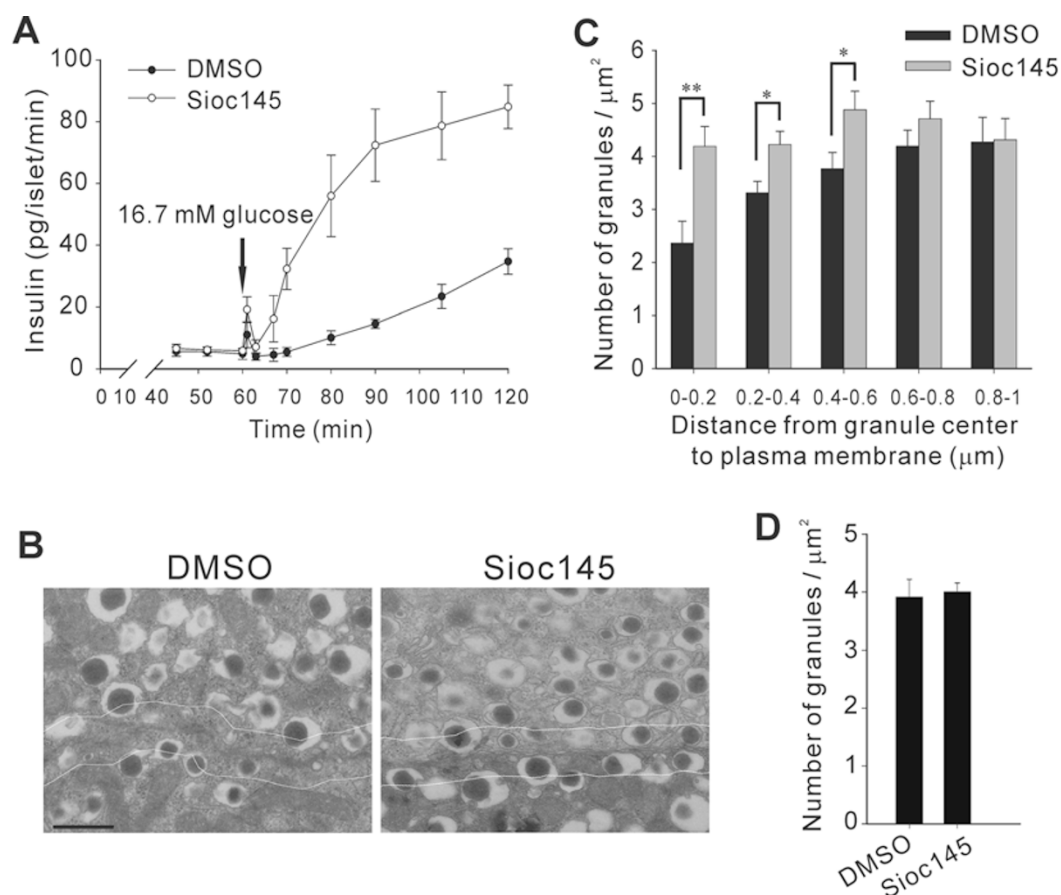 A
100
80
60
40
20
0
Insulin (pg/islet/min)
DMSO
Sioc145
16.7 mM glucose
0 10 40 50 60 70 80 90 100 110 120
Time (min)
C
6
5
4
3
2
1
0
Number of granules / μm²
DMSO
Sioc145
**
*
*
0-0.2 0.2-0.4 0.4-0.6 0.6-0.8 0.8-1
Distance from granule center
to plasma membrane (μm)
B
DMSO
Sioc145
D
5
4
3
2
1
0
Number of granules / μm²
DMSO
Sioc145